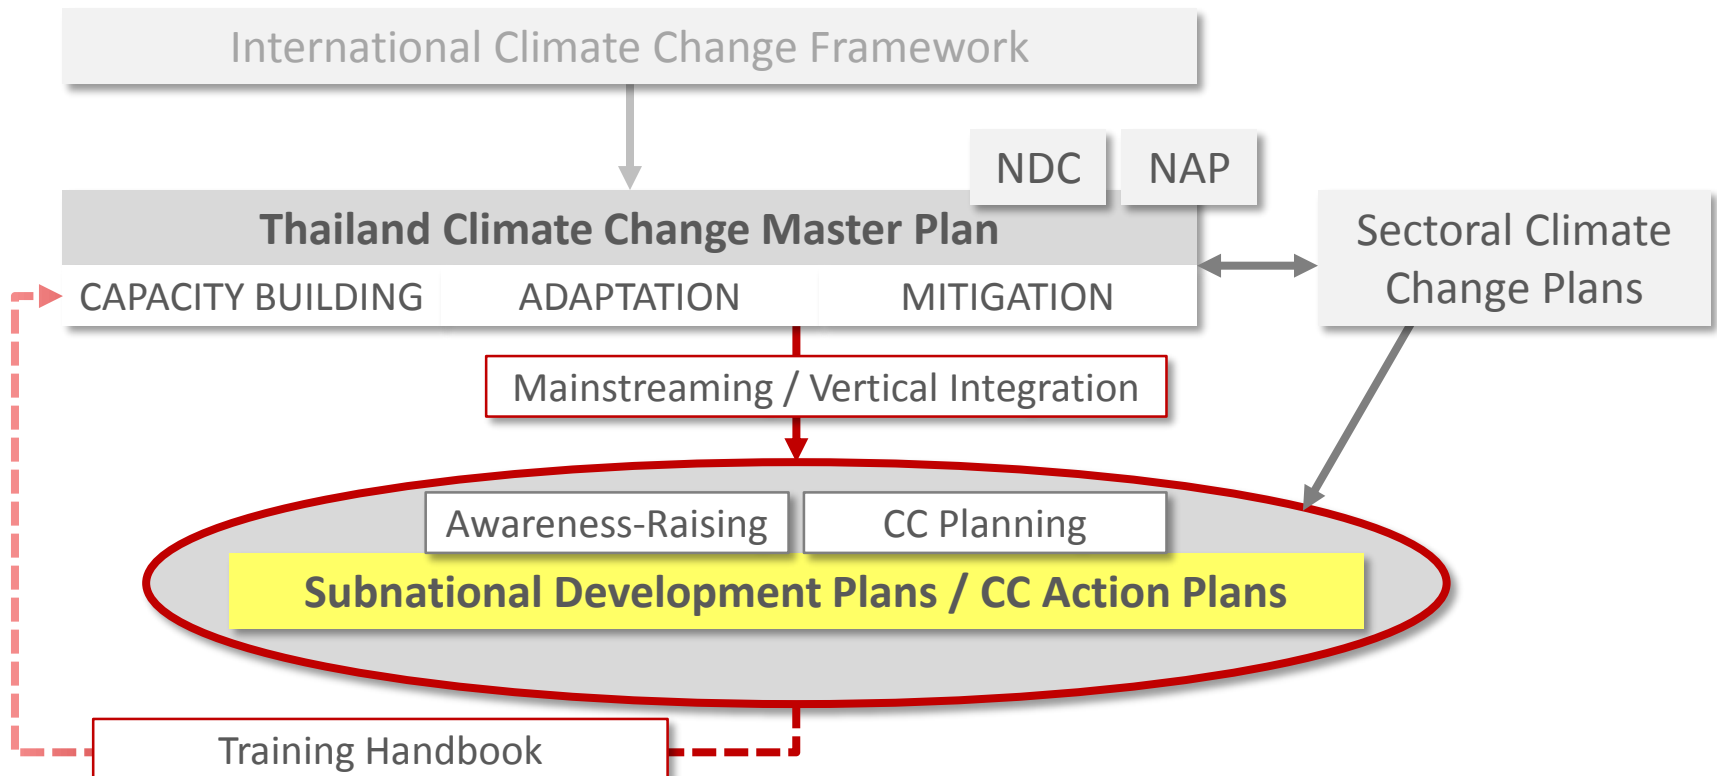 International Climate Change Framework
NDC
NAP
Thailand Climate Change Master Plan
Sectoral Climate
Change Plans
CAPACITY BUILDING
ADAPTATION
MITIGATION
Mainstreaming / Vertical Integration
Awareness-Raising
CC Planning
Subnational Development Plans / CC Action Plans
Training Handbook